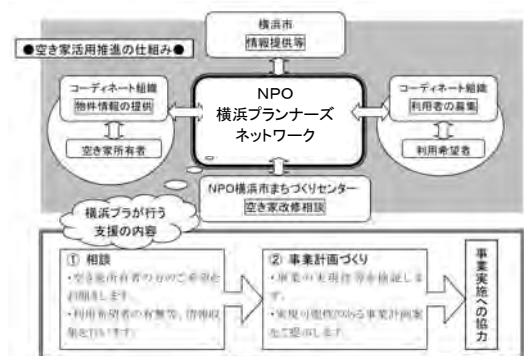 横浜市
情報提供等
●空き家活用推進の仕組み●
コーディネート組織
物件情報の提供
空き家所有者
NPO
横浜プランナーズ
ネットワーク
コーディネート組織
利用者の募集
利用希望者
NPO横浜市まちづくりセンター
空き家改修相談
横浜プラが行う
支援の内容
① 相談
・空き家所有者の方のご希望を
お聞きします。
・利用希望者の有無等、情報収
集を行います。
② 事業計画づくり
・事業の実現性等を検証しま
す。
・実現可能性のある事業計画案
をご提示します。
事業実施への協力